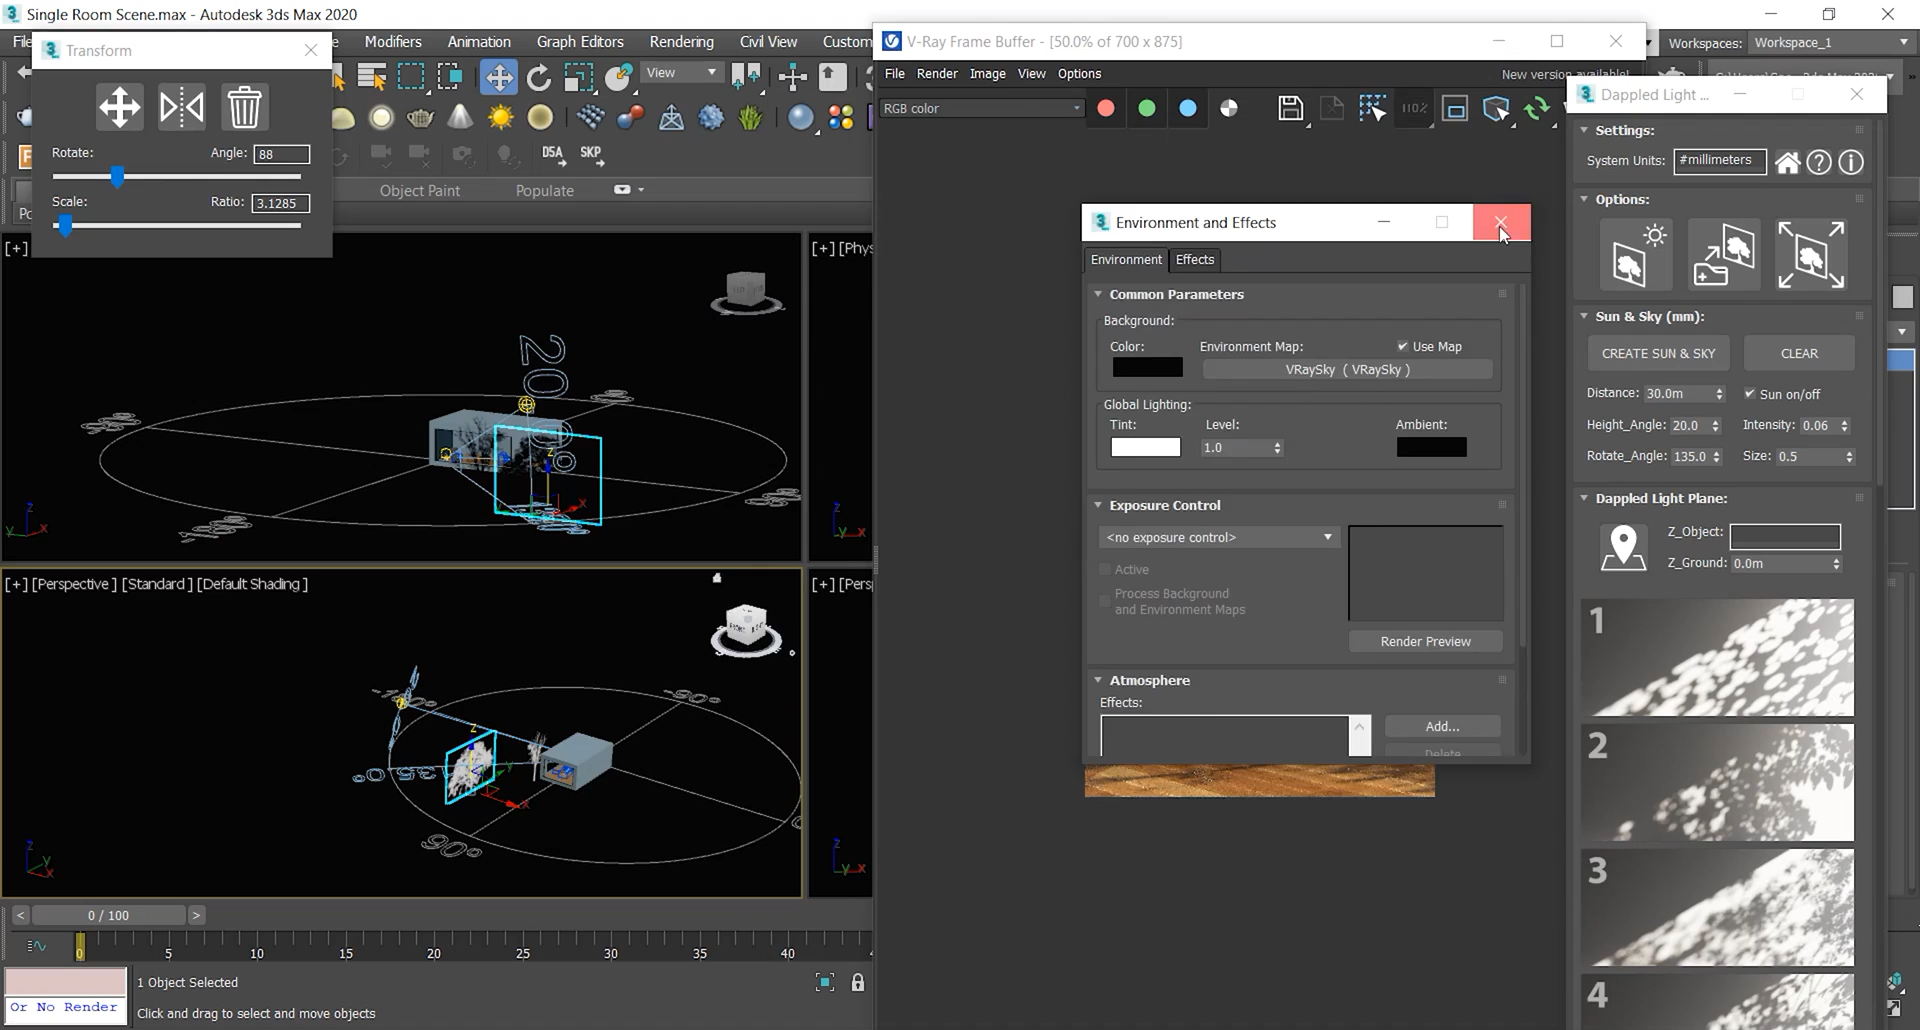 Single Room Scene.max - Autodesk 3ds Max 2020
Modifiers Animation Graph Editors Rendering Civil View Custom
Workspaces: Workspace_1
Transform
Rotate: Angle: 88
Scale: Ratio: 3.1285
View
DSA SKP
Object Paint Populate
[+] [+] [Phys
[+] [Perspective ] [Standard ] [Default Shading ]
[+] [Pers
V-Ray Frame Buffer - [50.0% of 700 x 875]
File Render Image View Options
New version available!
RGB color
110%
Environment and Effects
Environment Effects
Common Parameters
Background:
Color: Environment Map: Use Map
VRaySky ( VRaySky )
Global Lighting:
Tint: Level: Ambient:
1.0
Exposure Control
<no exposure control>
Active
Process Background
and Environment Maps
Render Preview
Atmosphere
Effects:
Add...
Delete
Dappled Light ...
Settings:
System Units: #millimeters
Options:
Sun & Sky (mm):
CREATE SUN & SKY CLEAR
Distance: 30.0m Sun on/off
Height_Angle: 20.0 Intensity: 0.06
Rotate_Angle: 135.0 Size: 0.5
Dappled Light Plane:
Z_Object:
Z_Ground: 0.0m
1
2
3
4
0 / 100
0 5 10 15 20 25 30 35 40
1 Object Selected
Or No Render
Click and drag to select and move objects